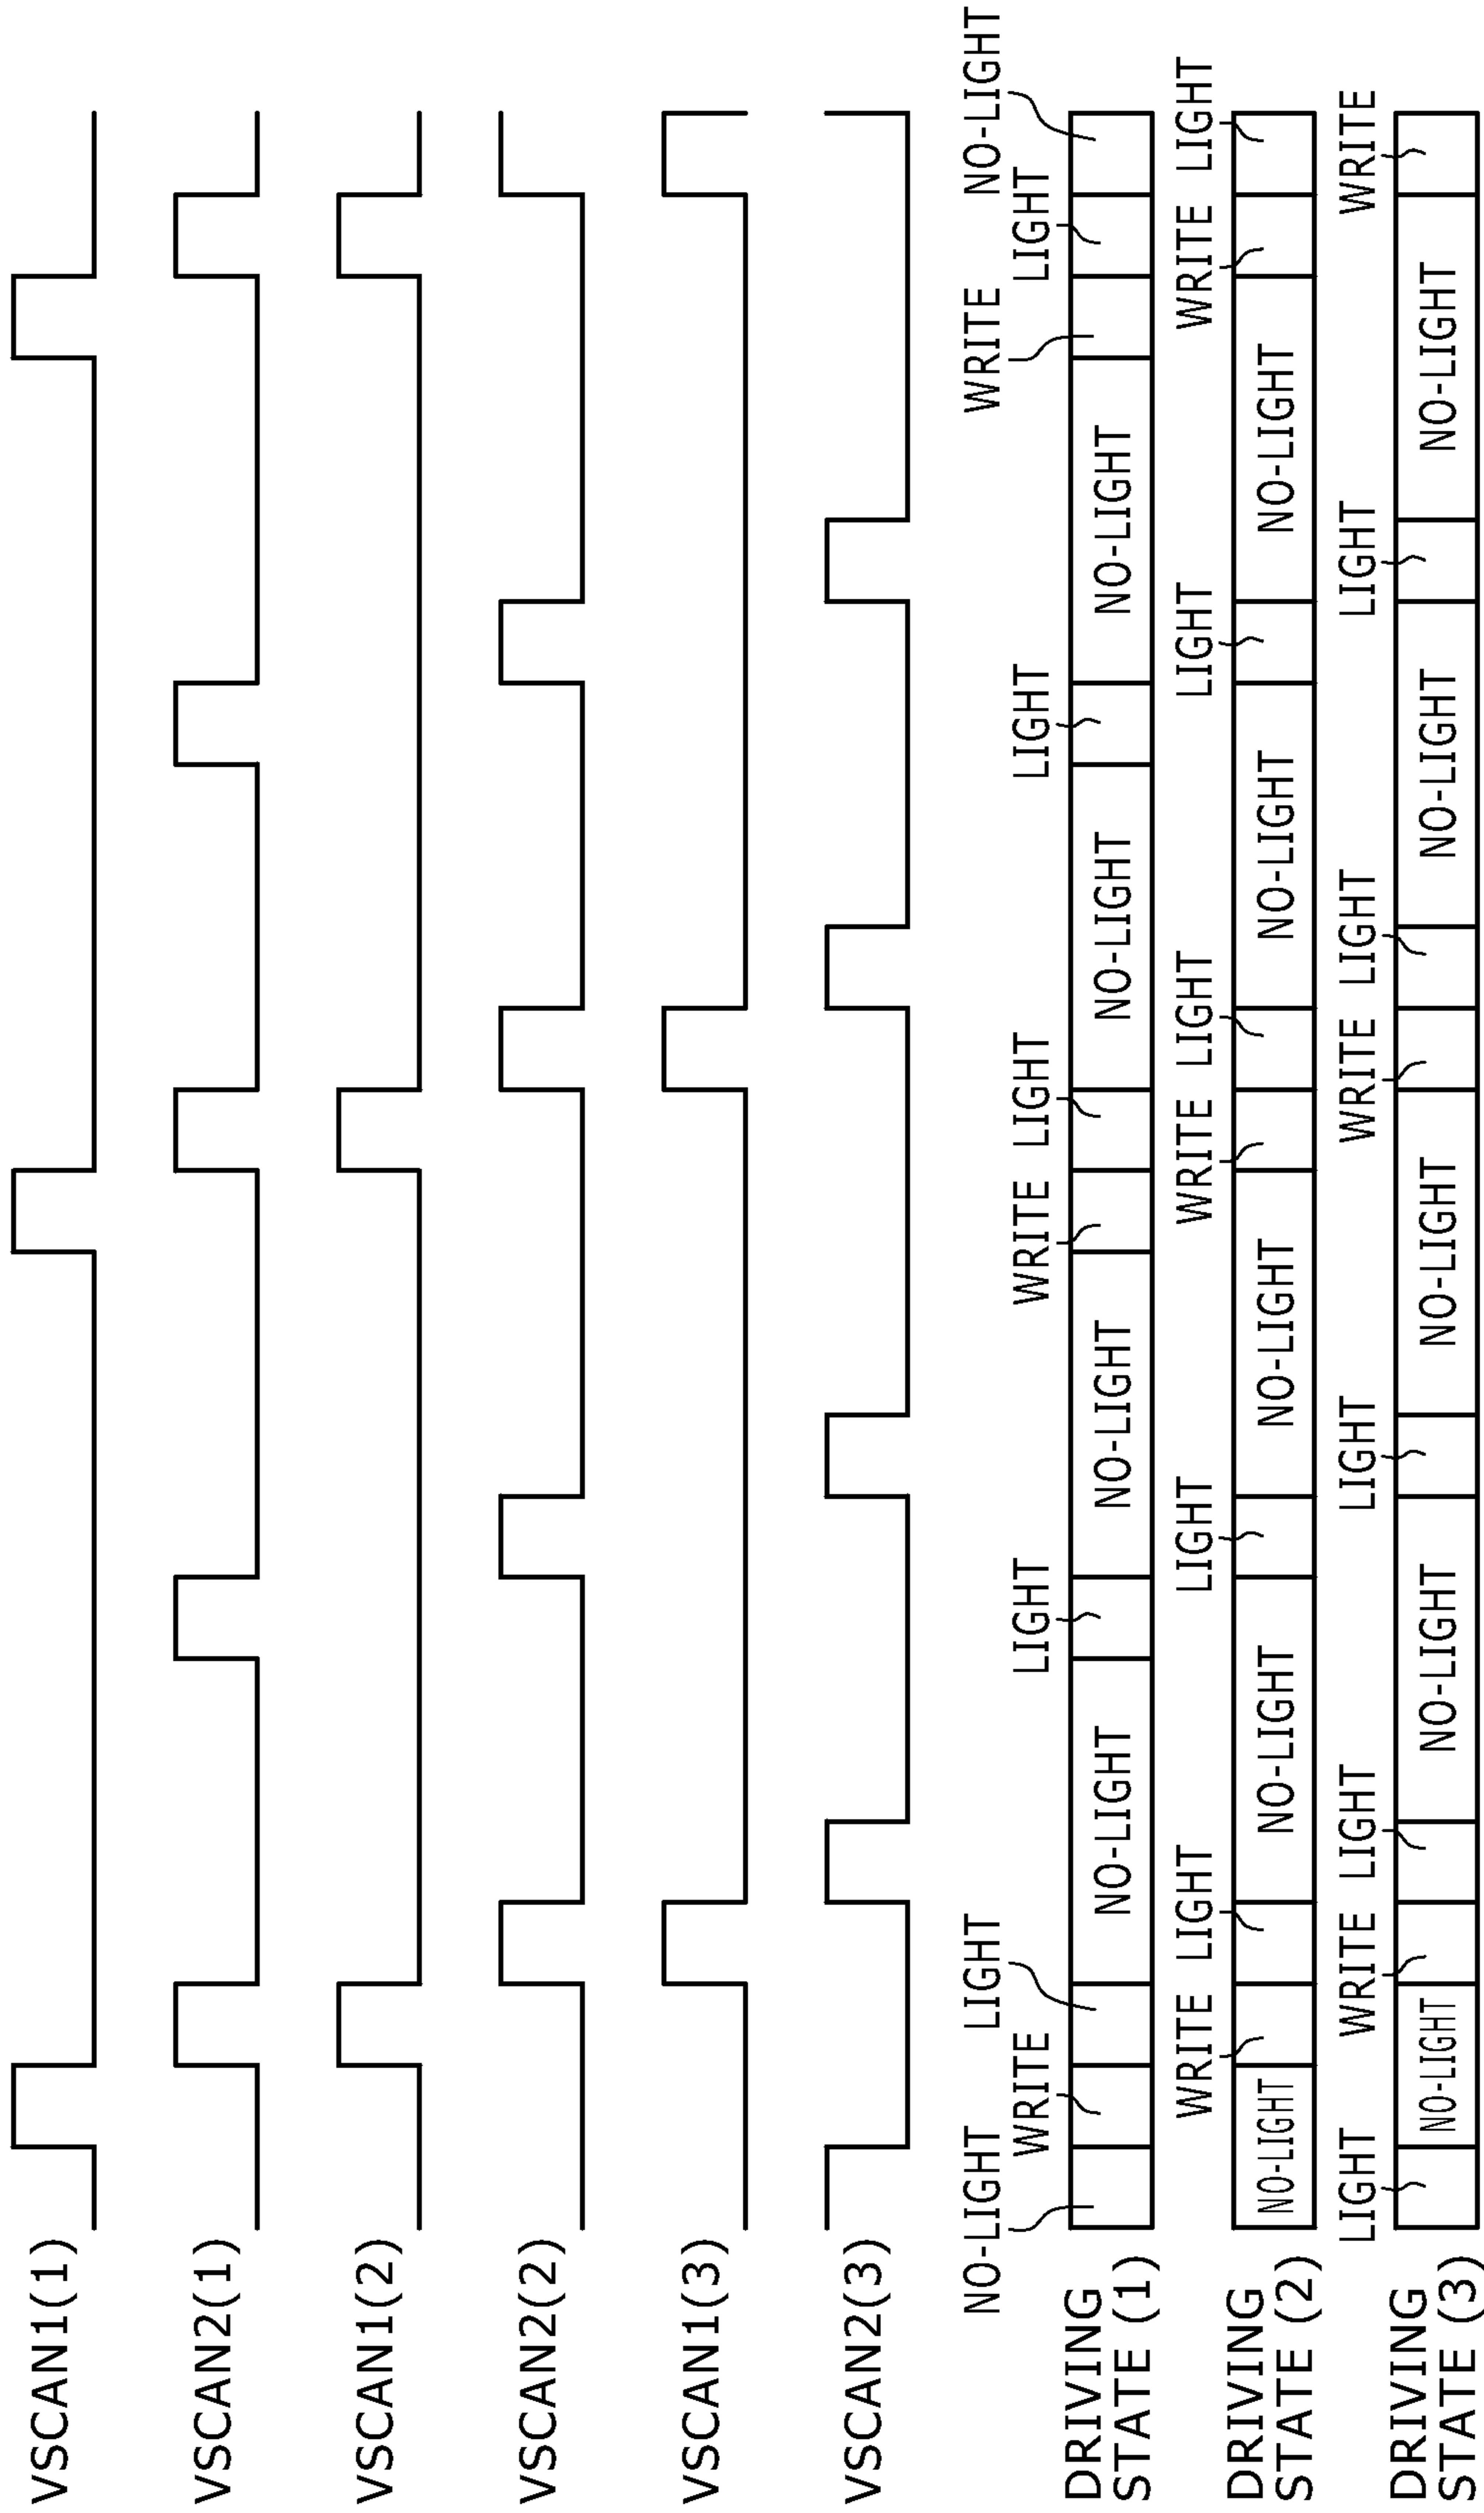 VSCAN1(1)
VSCAN2(1)
VSCAN1(2)
VSCAN2(2)
VSCAN1(3)
VSCAN2(3)
NO-LIGHT LIGHT WRITE NO-LIGHT
WRITE LIGHT WRITE LIGHT LIGHT LIGHT
DRIVING
STATE(1)
NO-LIGHT NO-LIGHT NO-LIGHT NO-LIGHT
WRITE LIGHT LIGHT WRITE LIGHT LIGHT WRITE LIGHT
DRIVING
STATE(2)
NO-LIGHT NO-LIGHT NO-LIGHT NO-LIGHT NO-LIGHT
LIGHT WRITE LIGHT LIGHT WRITE LIGHT LIGHT WRITE
DRIVING
STATE(3)
NO-LIGHT NO-LIGHT NO-LIGHT NO-LIGHT NO-LIGHT